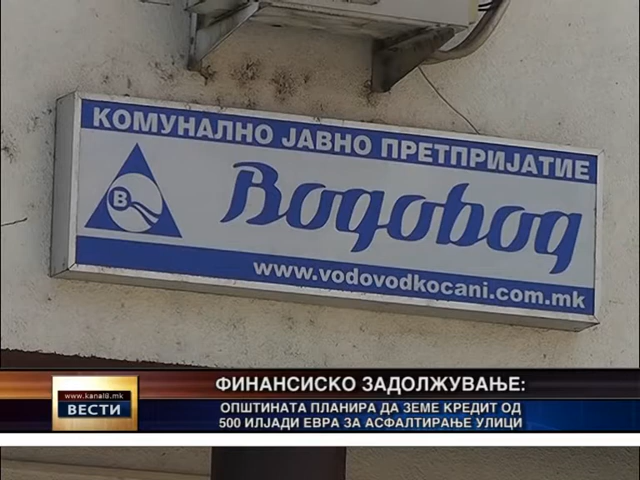 КОМУНАЛНО ЈАВНО ПРЕТПРИЈАТИЕ
В
Водовод
www.vodovodkocani.com.mk
ФИНАНСИСКО ЗАДОЛЖУВАЊЕ:
www.kanal8.mk
ВЕСТИ
ОПШТИНАТА ПЛАНИРА ДА ЗЕМЕ КРЕДИТ ОД
500 ИЛЈАДИ ЕВРА ЗА АСФАЛТИРАЊЕ УЛИЦИ